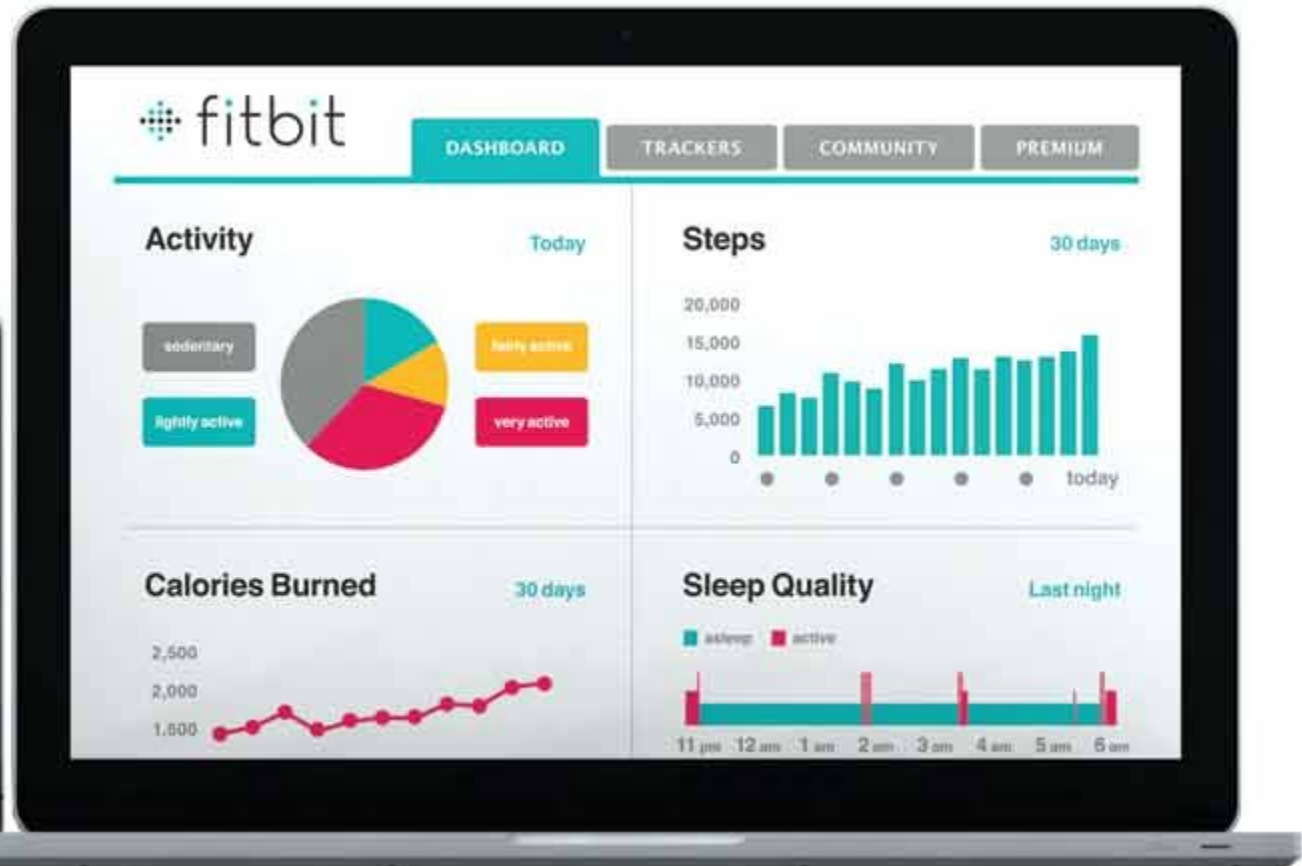 fitbit
DASHBOARD
TRACKERS
COMMUNITY
PREMIUM
Activity
Today
sedentary
lightly active
fairly active
very active
Steps
30 days
20,000
15,000
10,000
5,000
0
today
Calories Burned
30 days
2,500
2,000
1,500
Sleep Quality
Last night
asleep
active
11 pm 12 am 1 am 2 am 3 am 4 am 5 am 6 am